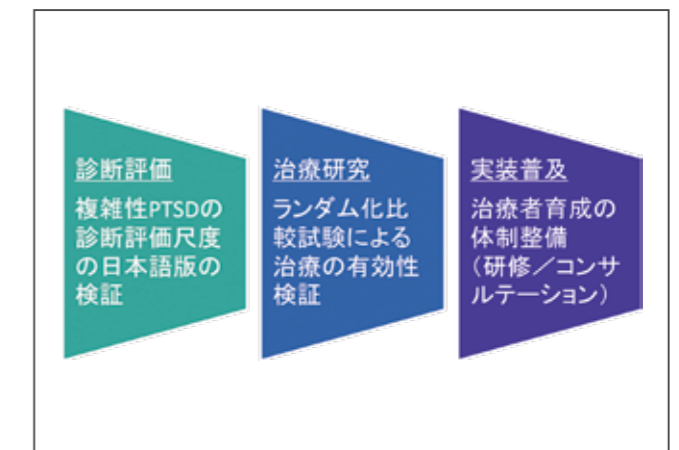 診断評価
複雑性PTSDの
診断評価尺度
の日本語版の
検証
治療研究
ランダム化比
較試験による
治療の有効性
検証
実装普及
治療者育成の
体制整備
（研修／コンサ
ルテーション）